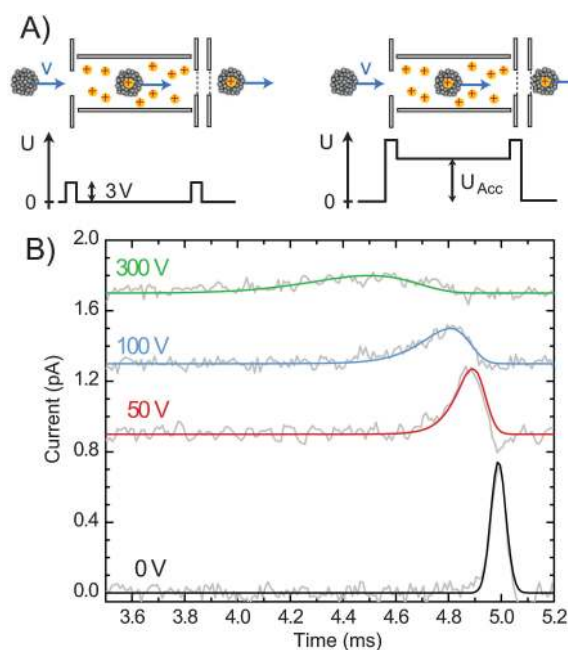 A)
v v
U U
3 V U Acc
0 0
B)
2.0
300 V
1.6
100 V
1.2
50 V
0.8
0.4
0 V
0.0
Current (pA)
3.6 3.8 4.0 4.2 4.4 4.6 4.8 5.0 5.2
Time (ms)